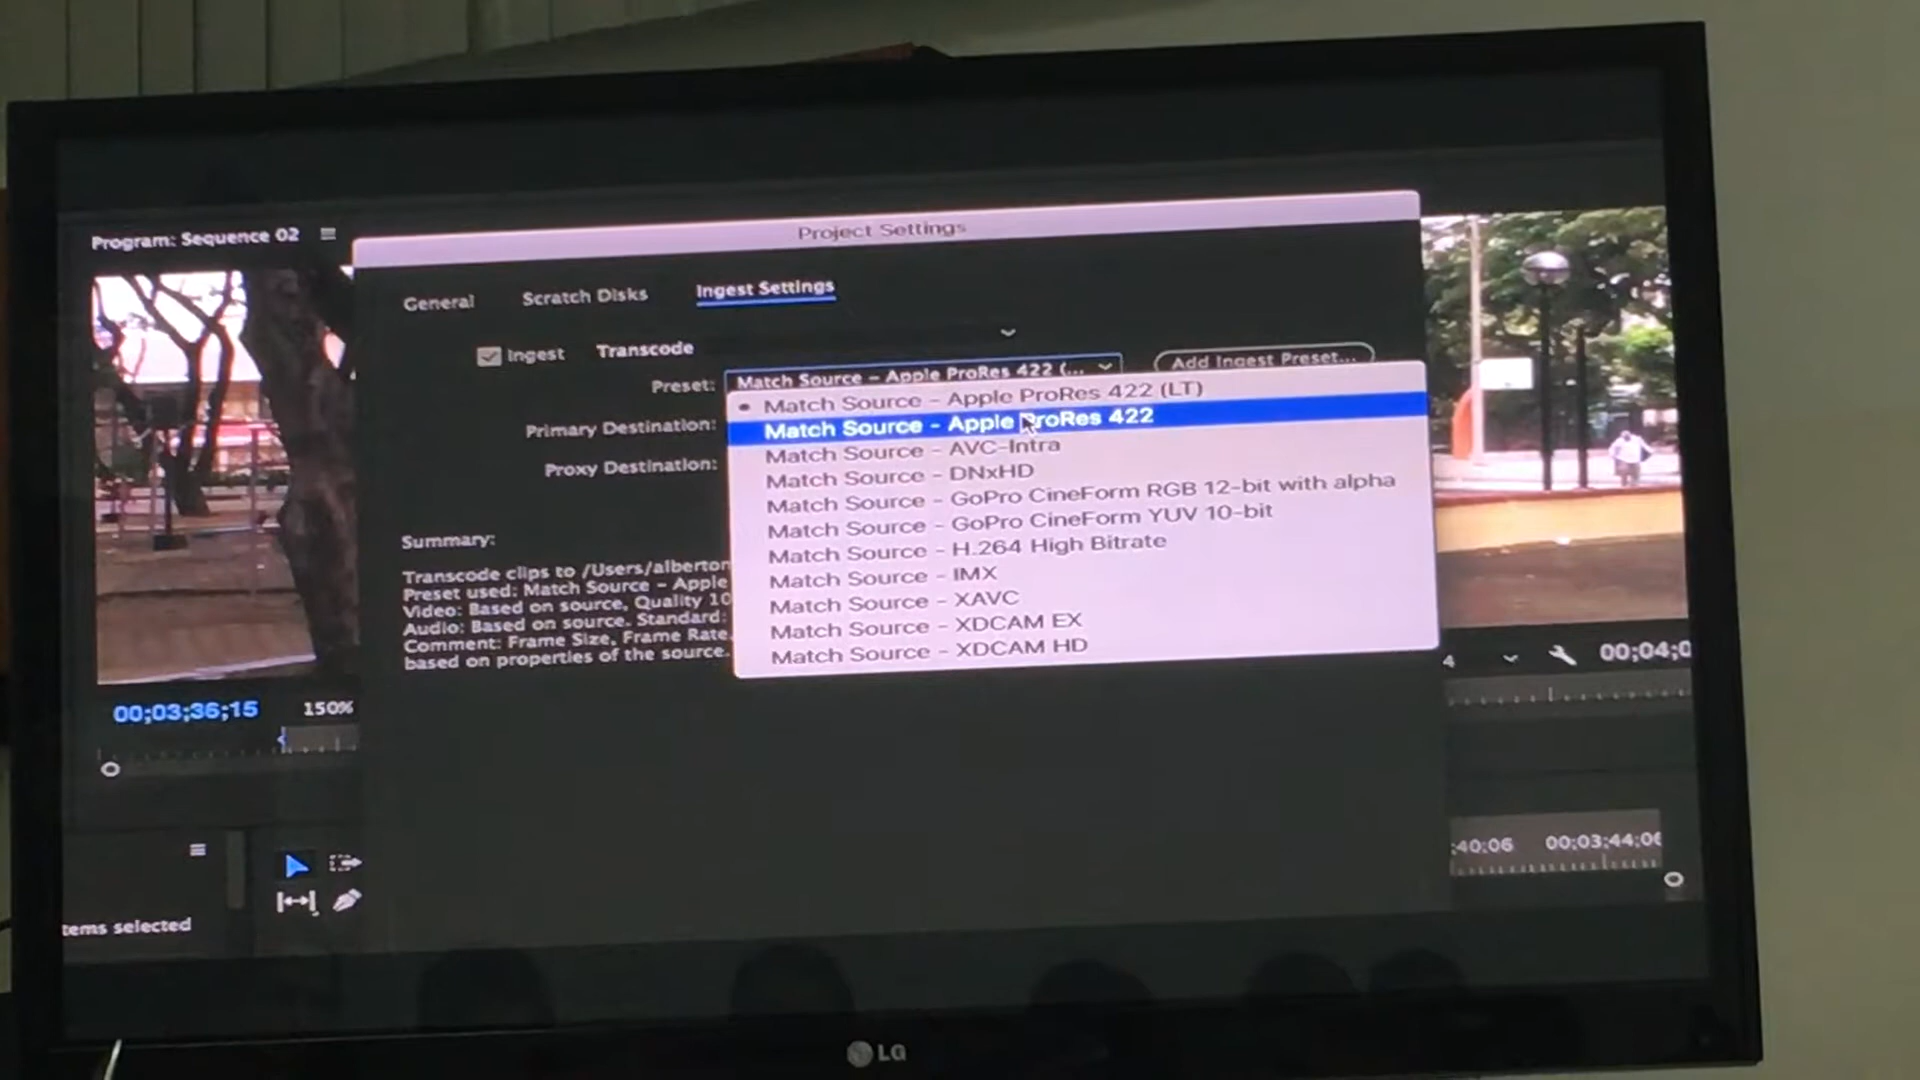 Program: Sequence 02
Project Settings
General
Scratch Disks
Ingest Settings
Ingest
Transcode
Preset:
Match Source - Apple ProRes 422 (...
Add Ingest Preset...
Match Source - Apple ProRes 422 (LT)
Match Source - Apple ProRes 422
Match Source - AVC-Intra
Match Source - DNxHD
Match Source - GoPro CineForm RGB 12-bit with alpha
Match Source - GoPro CineForm YUV 10-bit
Match Source - H.264 High Bitrate
Match Source - IMX
Match Source - XAVC
Match Source - XDCAM EX
Match Source - XDCAM HD
Primary Destination:
Proxy Destination:
Summary:
Transcode clips to /Users/alberton
Preset used: Match Source - Apple
Video: Based on source, Quality 10
Audio: Based on source. Standard:
Comment: Frame Size, Frame Rate,
based on properties of the source.
00;03;36;15
150%
4
00;04;0
:40;06
00;03;44;06
tems selected
LG